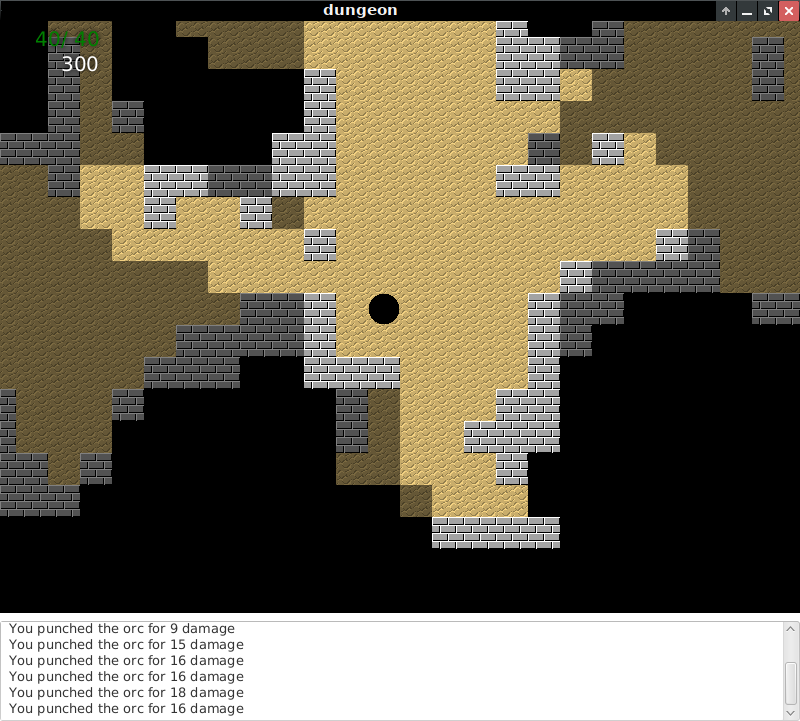 dungeon
40/40
300
You punched the orc for 9 damage
You punched the orc for 15 damage
You punched the orc for 16 damage
You punched the orc for 16 damage
You punched the orc for 18 damage
You punched the orc for 16 damage